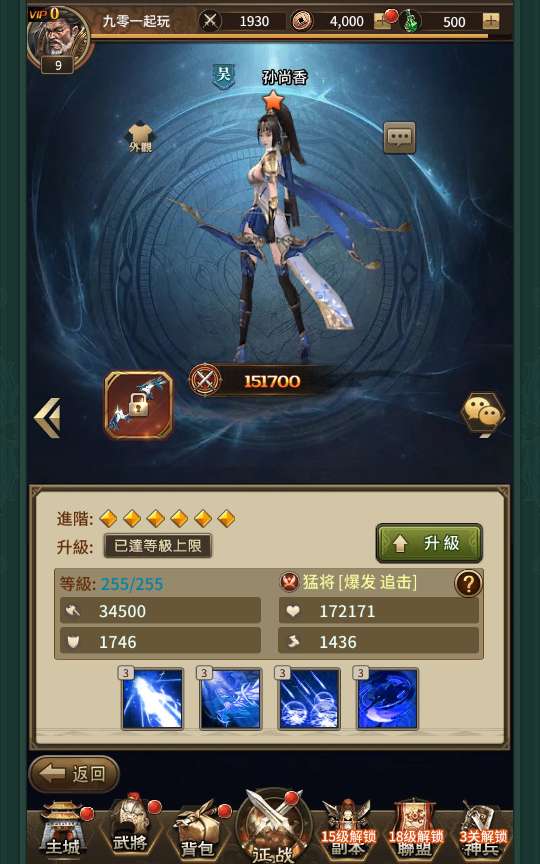 VIP 0
九零一起玩
1930
4,000
500
9
吴
孙尚香
外觀
151700
進階:
升級:
已達等級上限
升級
等級: 255/255
猛将 [爆发 追击]
?
34500
172171
1746
1436
3
3
3
3
返回
15级解锁
18级解锁
3关解锁
主城
武將
背包
征战
副本
聯盟
神兵